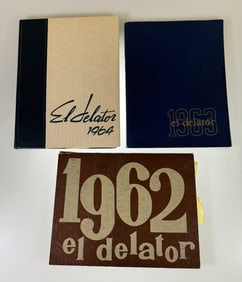 El delator
1964
1963
el delator
1962
el delator